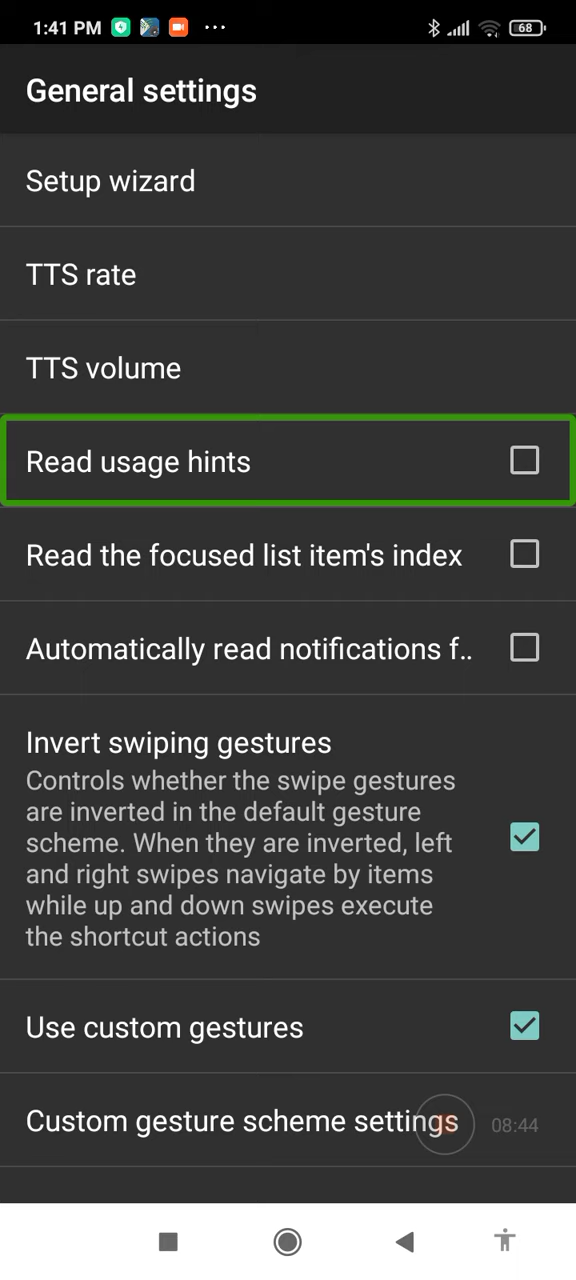 1:41 PM
68
General settings
Setup wizard
TTS rate
TTS volume
Read usage hints
Read the focused list item's index
Automatically read notifications f..
Invert swiping gestures
Controls whether the swipe gestures
are inverted in the default gesture
scheme. When they are inverted, left
and right swipes navigate by items
while up and down swipes execute
the shortcut actions
Use custom gestures
Custom gesture scheme settings
08:44